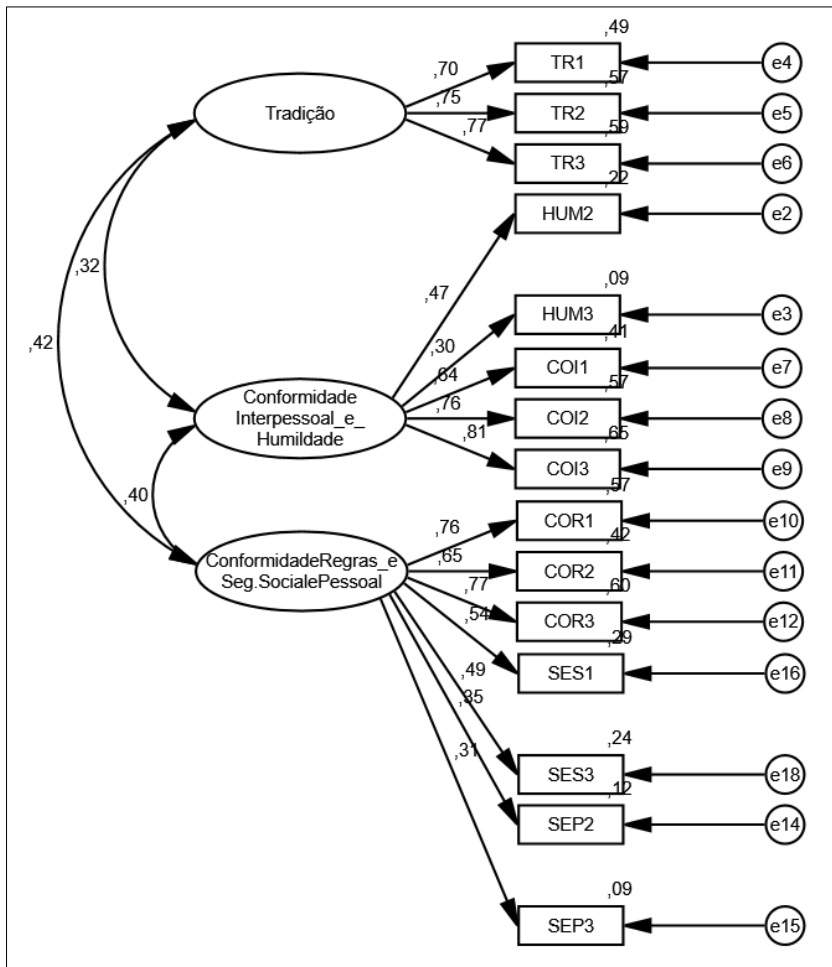 ,49
,70
TR1
e4
,57
,75
Tradição
TR2
e5
,59
,77
TR3
e6
,22
HUM2
e2
,32
,47
,09
HUM3
e3
,42
,30
,41
,64
COI1
e7
,57
Conformidade
Interpessoal_e_
Humildade
,76
COI2
e8
,65
,81
COI3
e9
,57
,40
,76
COR1
e10
,42
ConformidadeRegras_e
Seg.SocialePessoal
,65
COR2
e11
,60
,77
COR3
e12
,29
,54
SES1
e16
,49
,35
,24
,31
SES3
e18
,12
SEP2
e14
,09
SEP3
e15